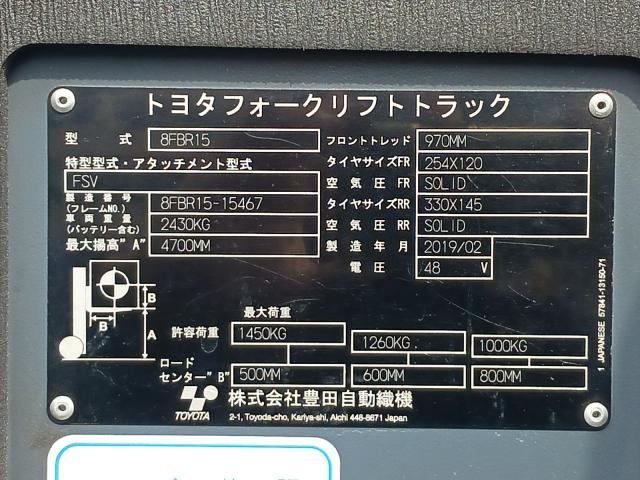 トヨタフォークリフトトラック
型 式 8FBR15 フロントトレッド 970MM
特型型式・アタッチメント型式 タイヤサイズFR 254X120
FSV 空気圧 FR SOLID
製造番号 (フレームNO.) 8FBR15-15467 タイヤサイズRR 330X145
車両重量 (バッテリー含む) 2430KG 空気圧 RR SOLID
最大揚高"A" 4700MM 製造年月 2019/02
電圧 48 V
B
B
A
最大荷重
許容荷重 1450KG 1260KG. 1000KG
ロード
センター"B" 500MM 600MM 800MM
TOYOTA 株式会社豊田自動織機
2-1, Toyoda-cho, Kariya-shi, Aichi 448-8671 Japan
1 JAPANESE 57841-13150-71